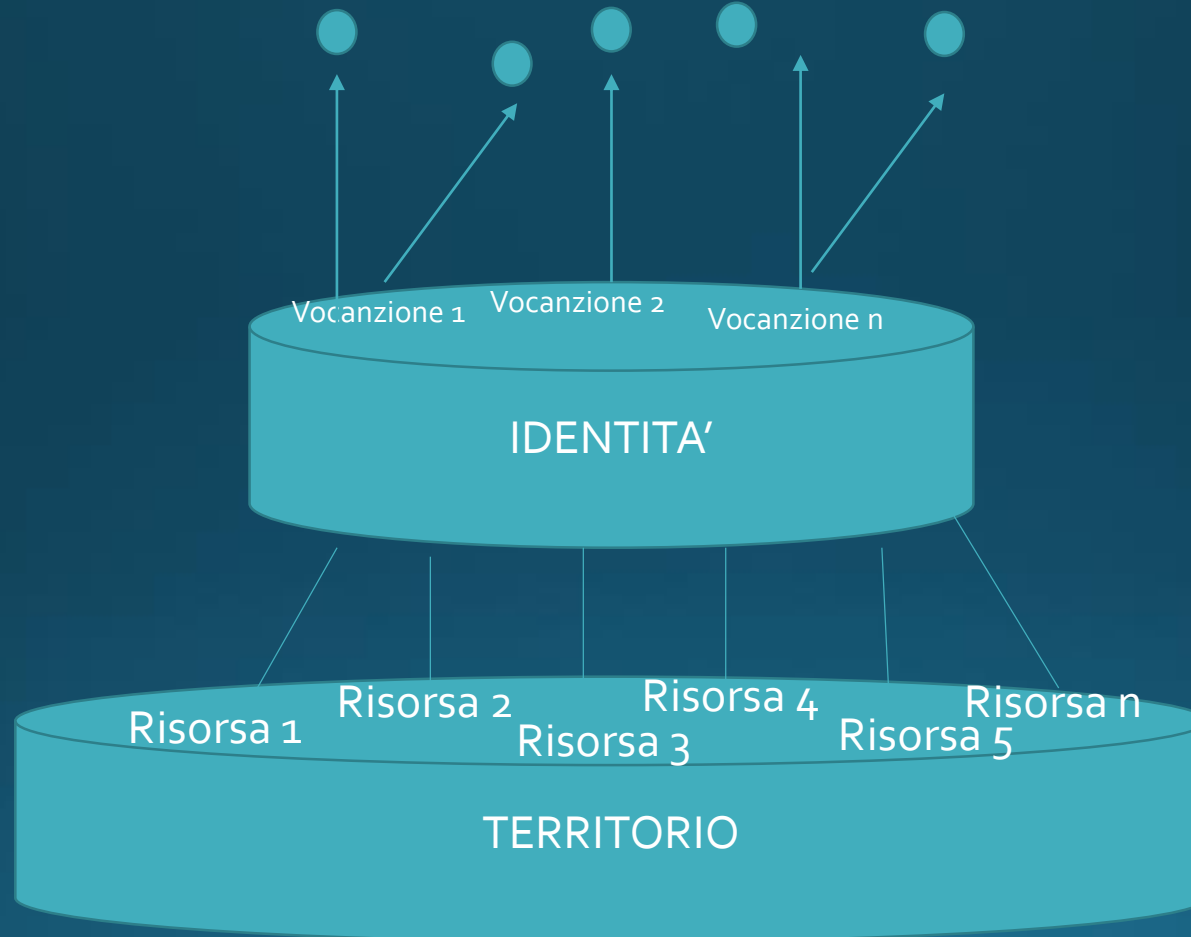 Vocanzione 1
Vocanzione 2
Vocanzione n
IDENTITA’
Risorsa 1
Risorsa 2
Risorsa 3
Risorsa 4
Risorsa 5
Risorsa n
TERRITORIO